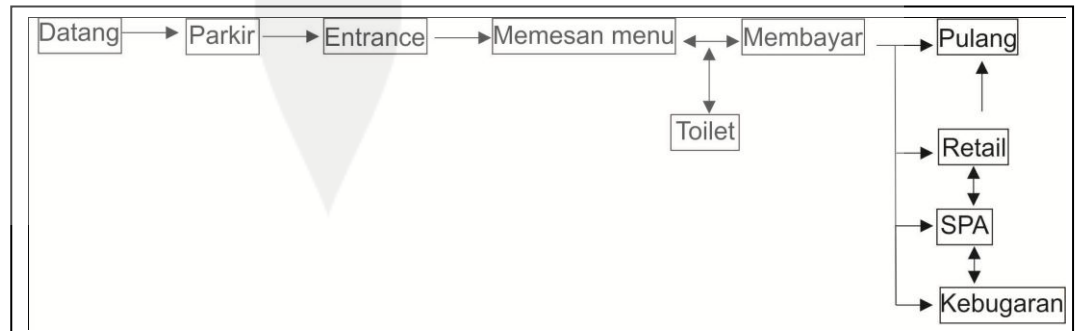 Datang Parkir Entrance Memesan menu Membayar Pulang
Toilet
Retail
SPA
Kebugaran